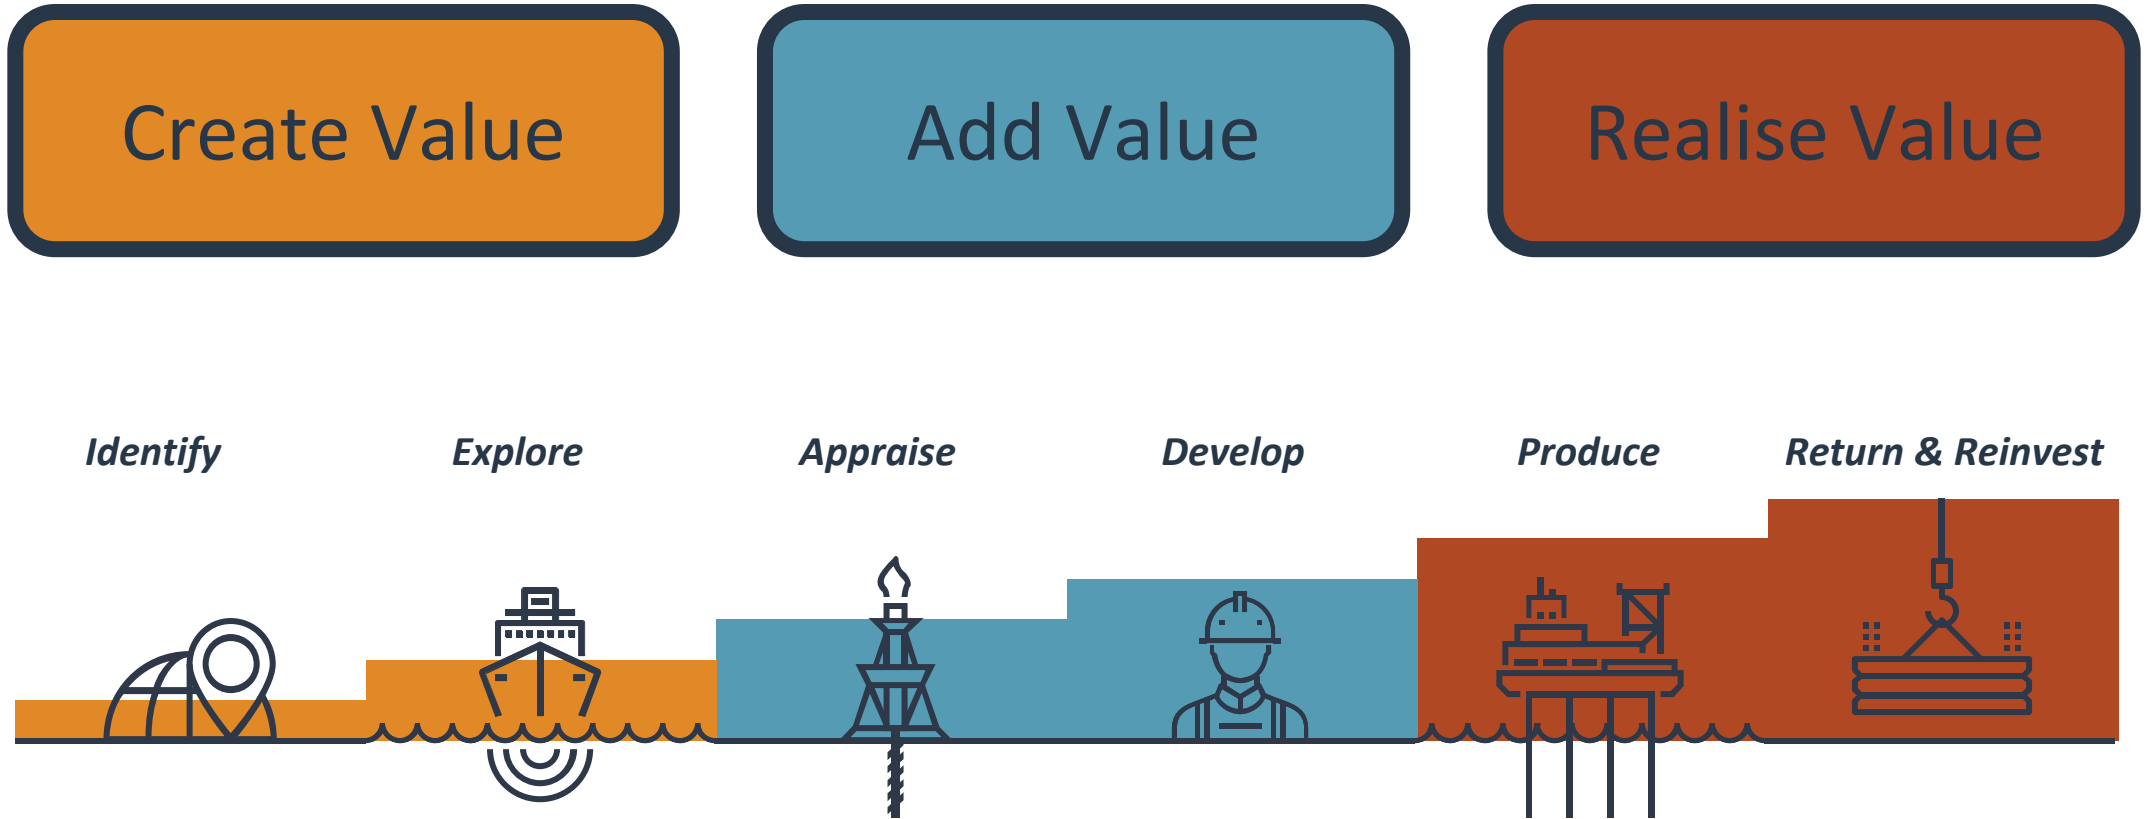 Create Value
Add Value
Realise Value
Identify
Explore
Appraise
Develop
Produce
Return & Reinvest